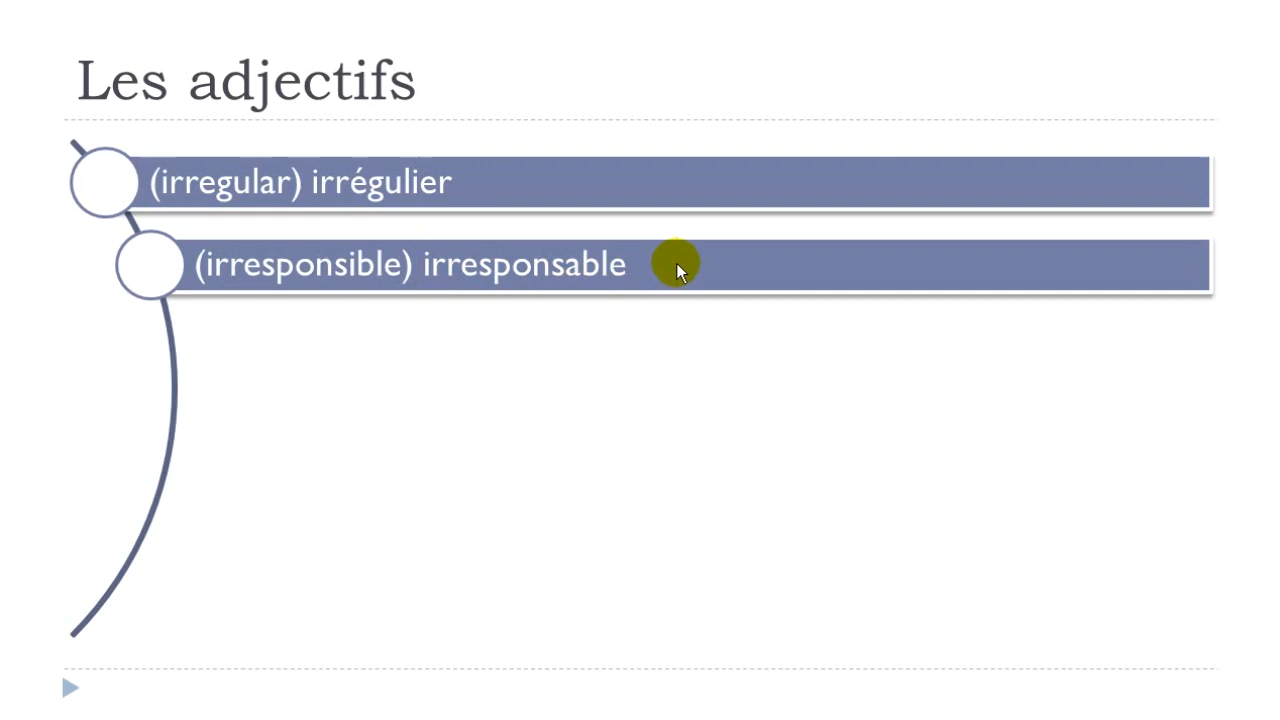 Les adjectifs
(irregular) irrégulier
(irresponsible) irresponsable